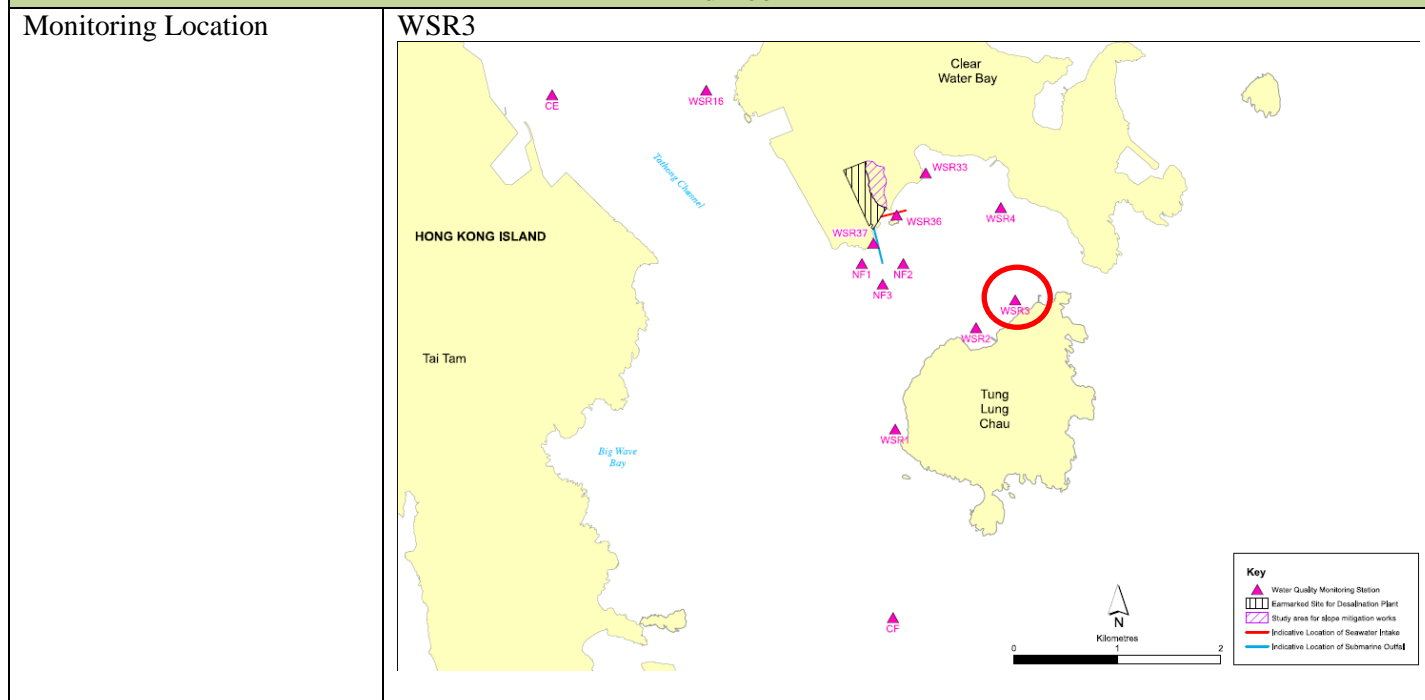 Monitoring Location
WSR3
Clear
Water Bay
CE
WSR16
Tathong Channel
WSR33
WSR36
WSR4
HONG KONG ISLAND
WSR37
NF1
NF2
NF3
WSR3
WSR2
Tai Tam
Tung
Lung
Chau
WSR1
Big Wave
Bay
CF
N
Kilometres
0
1
2
Key
Water Quality Monitoring Station
Earmarked Site for Desalination Plant
Study area for slope mitigation works
Indicative Location of Seawater Intake
Indicative Location of Submarine Outfall